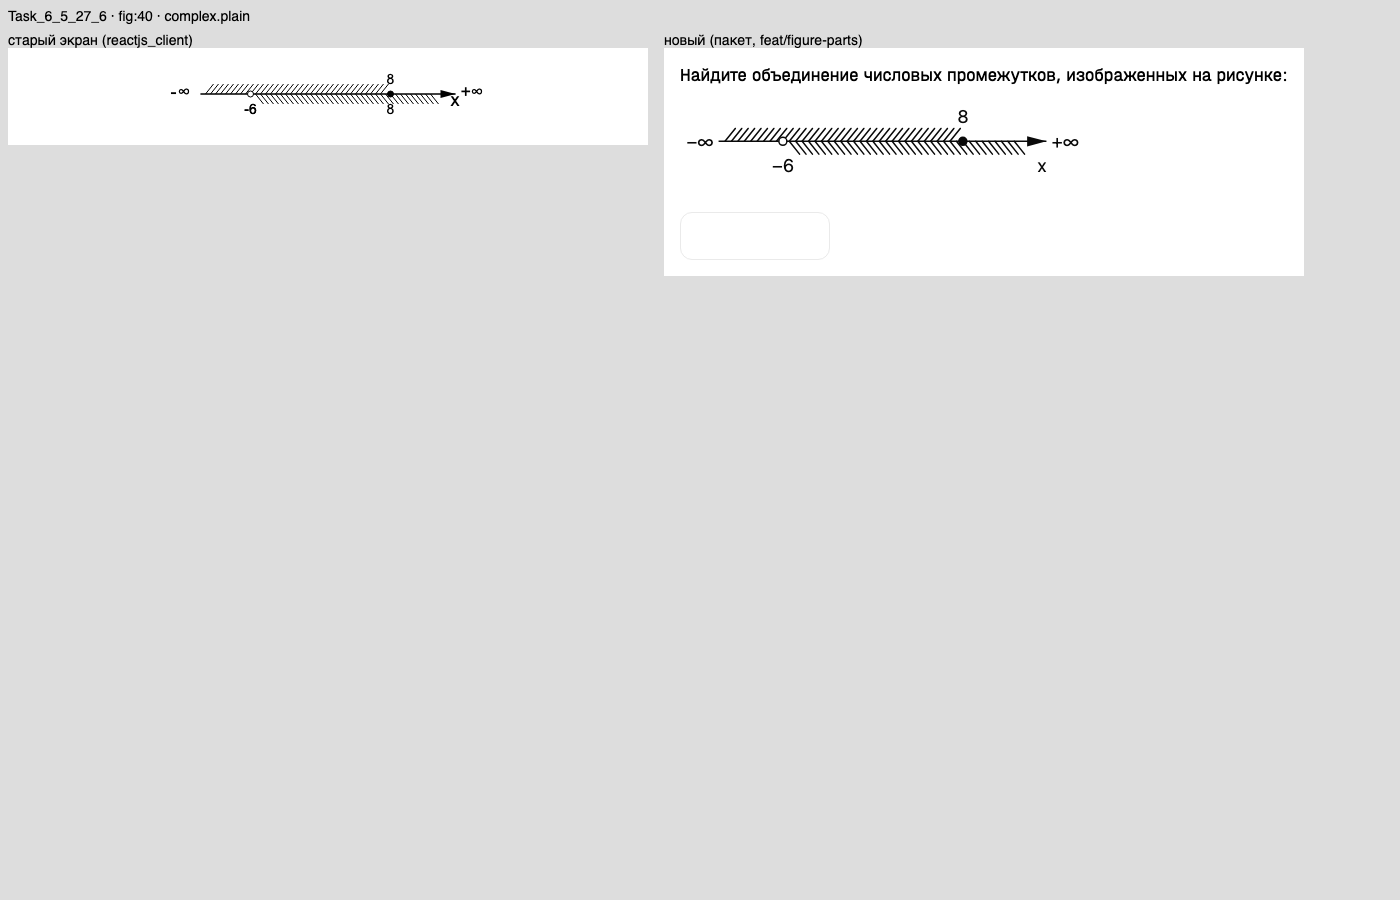 Task_6_5_27_6 · fig:40 · complex.plain
старый экран (reactjs_client)
8
-∞ +∞
x
-6 8
новый (пакет, feat/figure-parts)
Найдите объединение числовых промежутков, изображенных на рисунке:
8
−∞ +∞
−6 x